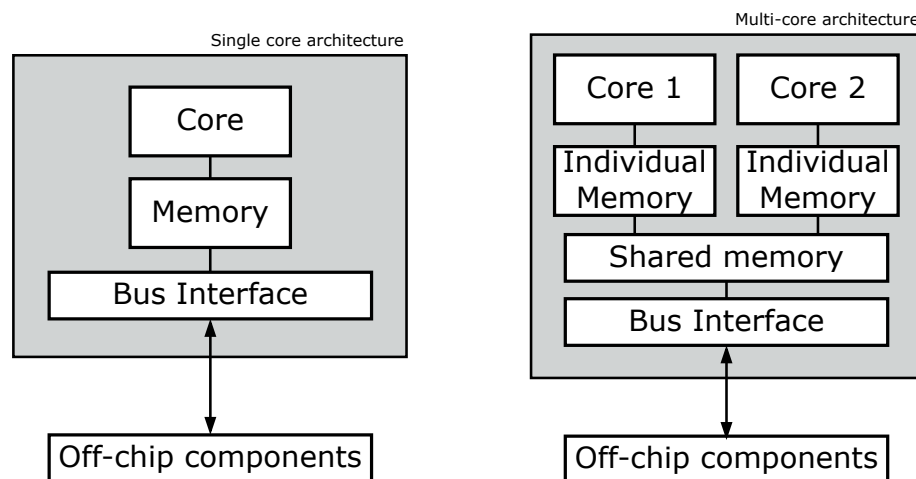 Single core architecture
Core
Memory
Bus Interface
Off-chip components
Multi-core architecture
Core 1
Core 2
Individual
Memory
Individual
Memory
Shared memory
Bus Interface
Off-chip components